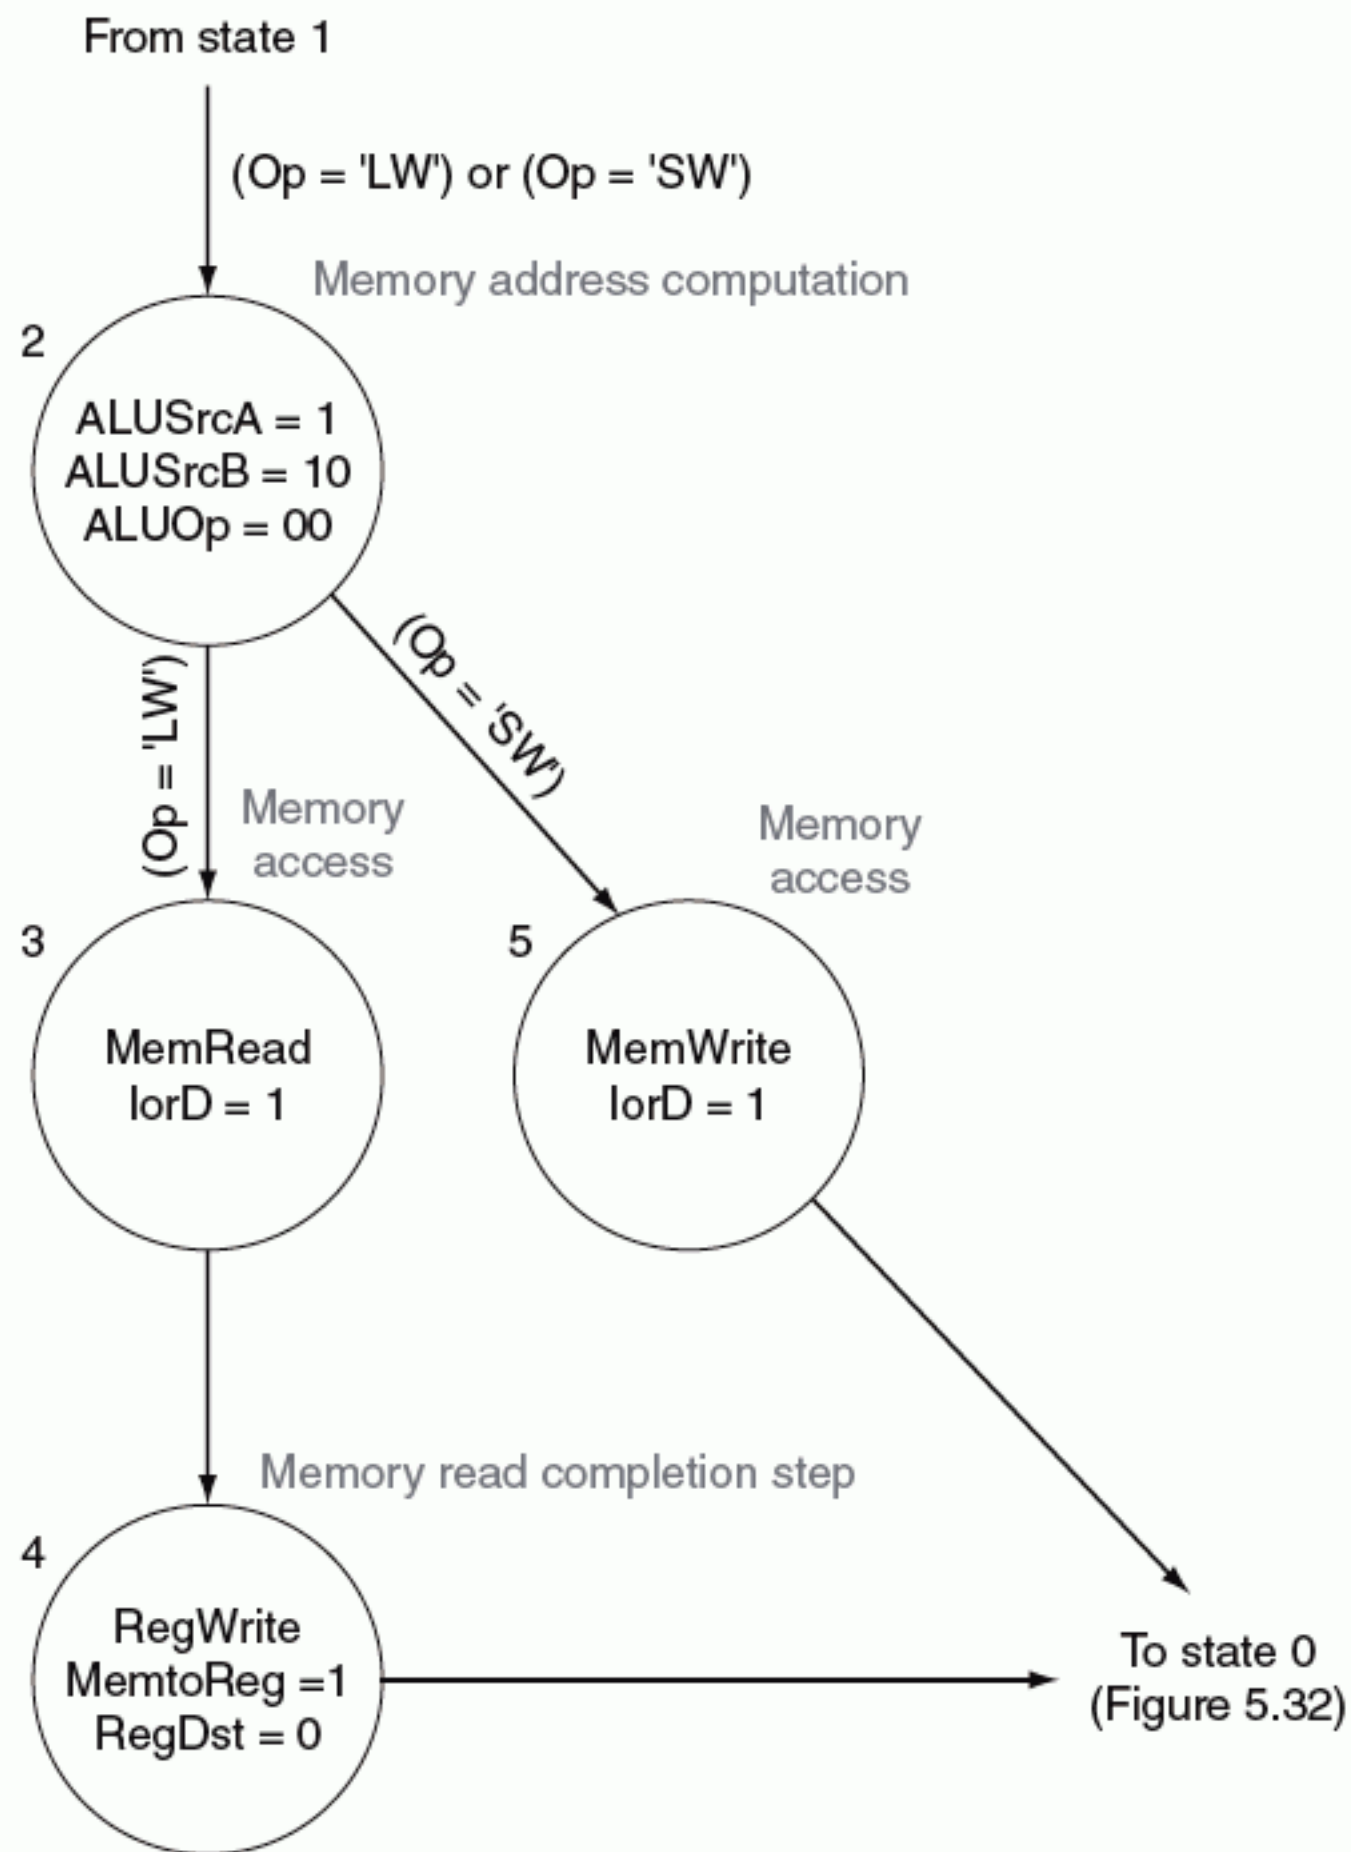 From state 1
(Op = 'LW') or (Op = 'SW')
Memory address computation
2
ALUSrcA = 1
ALUSrcB = 10
ALUOp = 00
(Op = 'LW')
(Op = 'SW')
Memory
access
Memory
access
3
MemRead
IorD = 1
5
MemWrite
IorD = 1
Memory read completion step
4
RegWrite
MemtoReg =1
RegDst = 0
To state 0
(Figure 5.32)